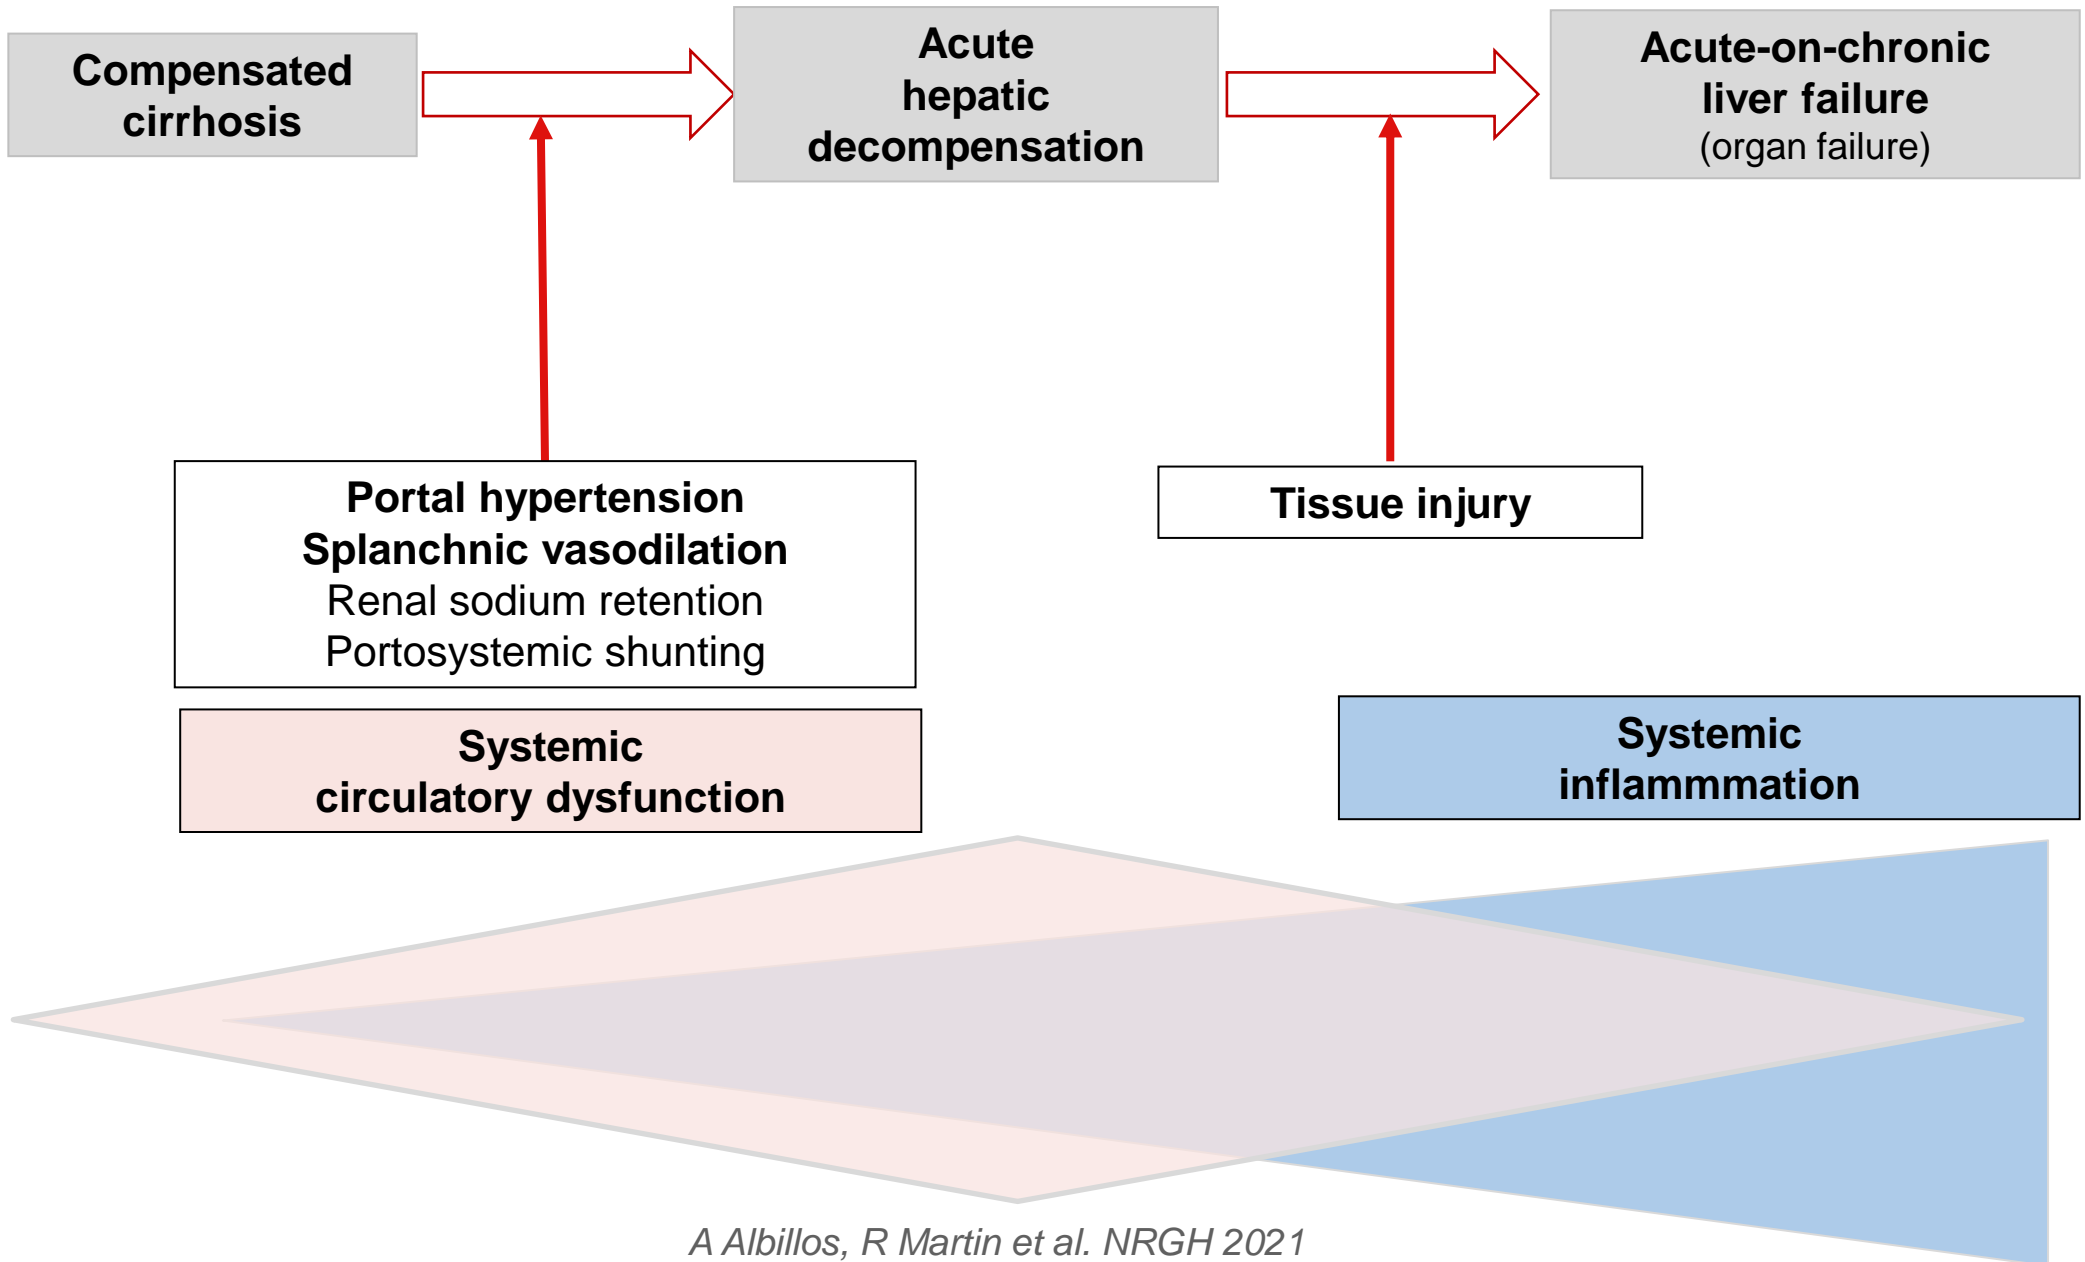 Compensated
cirrhosis
Acute
hepatic
decompensation
Acute-on-chronic
liver failure
(organ failure)
Portal hypertension
Splanchnic vasodilation
Renal sodium retention
Portosystemic shunting
Tissue injury
Systemic
circulatory dysfunction
Systemic
inflammmation
A Albillos, R Martin et al. NRGH 2021